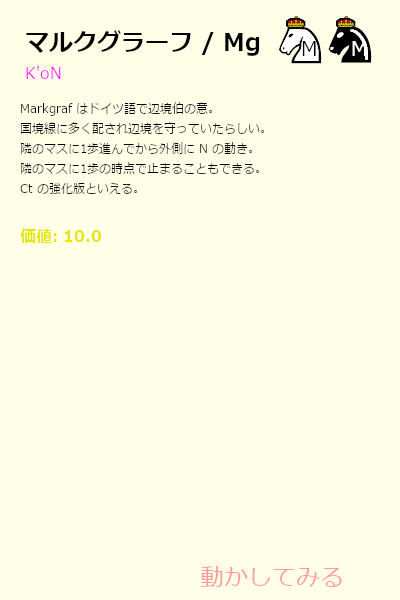 マルクグラーフ / Mg
M M
K'oN
Markgraf はドイツ語で辺境伯の意。
国境線に多く配され辺境を守っていたらしい。
隣のマスに1歩進んでから外側に N の動き。
隣のマスに1歩の時点で止まることもできる。
Ct の強化版といえる。
価値: 10.0
動かしてみる